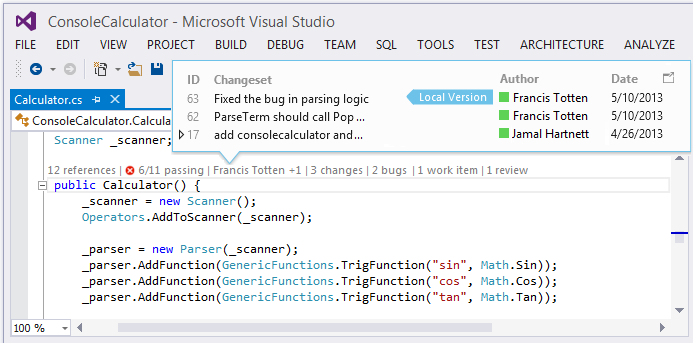 ConsoleCalculator - Microsoft Visual Studio
FILE EDIT VIEW PROJECT BUILD DEBUG TEAM SQL TOOLS TEST ARCHITECTURE ANALYZE
ID Changeset Author Date
63 Fixed the bug in parsing logic Local Version Francis Totten 5/10/2013
62 ParseTerm should call Pop ... Francis Totten 5/10/2013
17 add consolecalculator and... Jamal Hartnett 4/26/2013
Calculator.cs
ConsoleCalculator.Calcula
Scanner _scanner;
12 references | 6/11 passing | Francis Totten +1 | 3 changes | 2 bugs | 1 work item | 1 review
public Calculator() {
_scanner = new Scanner();
Operators.AddToScanner(_scanner);
_parser = new Parser(_scanner);
_parser.AddFunction(GenericFunctions.TrigFunction("sin", Math.Sin));
_parser.AddFunction(GenericFunctions.TrigFunction("cos", Math.Cos));
_parser.AddFunction(GenericFunctions.TrigFunction("tan", Math.Tan));
100 %